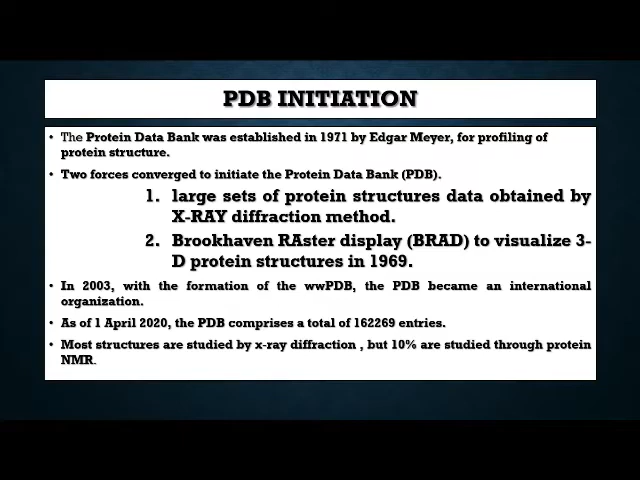 PDB INITIATION
• The Protein Data Bank was established in 1971 by Edgar Meyer, for profiling of
protein structure.
• Two forces converged to initiate the Protein Data Bank (PDB).
1. large sets of protein structures data obtained by
X-RAY diffraction method.
2. Brookhaven RAster display (BRAD) to visualize 3-
D protein structures in 1969.
• In 2003, with the formation of the wwPDB, the PDB became an international
organization.
• As of 1 April 2020, the PDB comprises a total of 162269 entries.
• Most structures are studied by x-ray diffraction , but 10% are studied through protein
NMR.